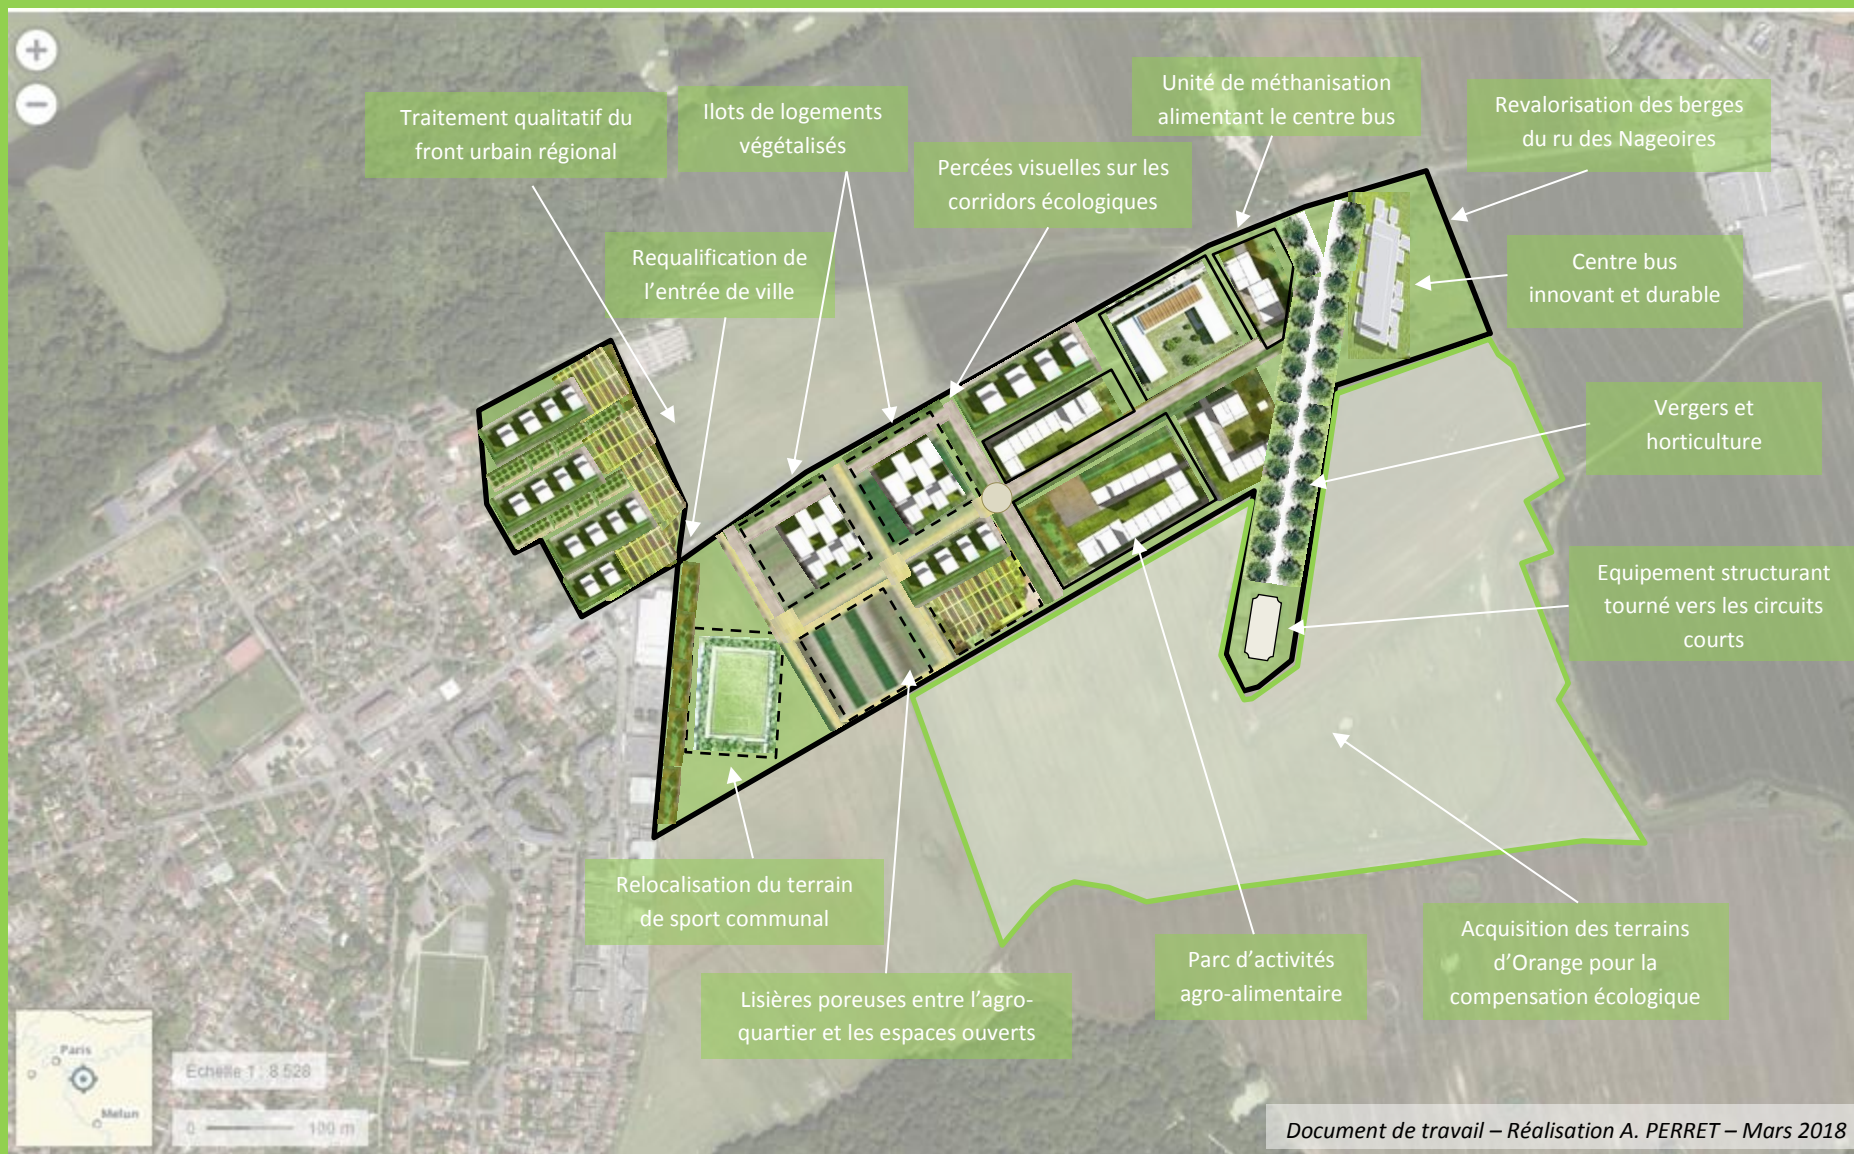 Traitement qualitatif du
front urbain régional
Ilots de logements
végétalisés
Unité de méthanisation
alimentant le centre bus
Revalorisation des berges
du ru des Nageoires
Percées visuelles sur les
corridors écologiques
Requalification de
l’entrée de ville
Centre bus
innovant et durable
Vergers et
horticulture
Equipement structurant
tourné vers les circuits
courts
Relocalisation du terrain
de sport communal
Lisières poreuses entre l’agro-
quartier et les espaces ouverts
Parc d’activités
agro-alimentaire
Acquisition des terrains
d’Orange pour la
compensation écologique
Paris
Melun
Echelle 1 : 8 528
0 100 m
Document de travail – Réalisation A. PERRET – Mars 2018